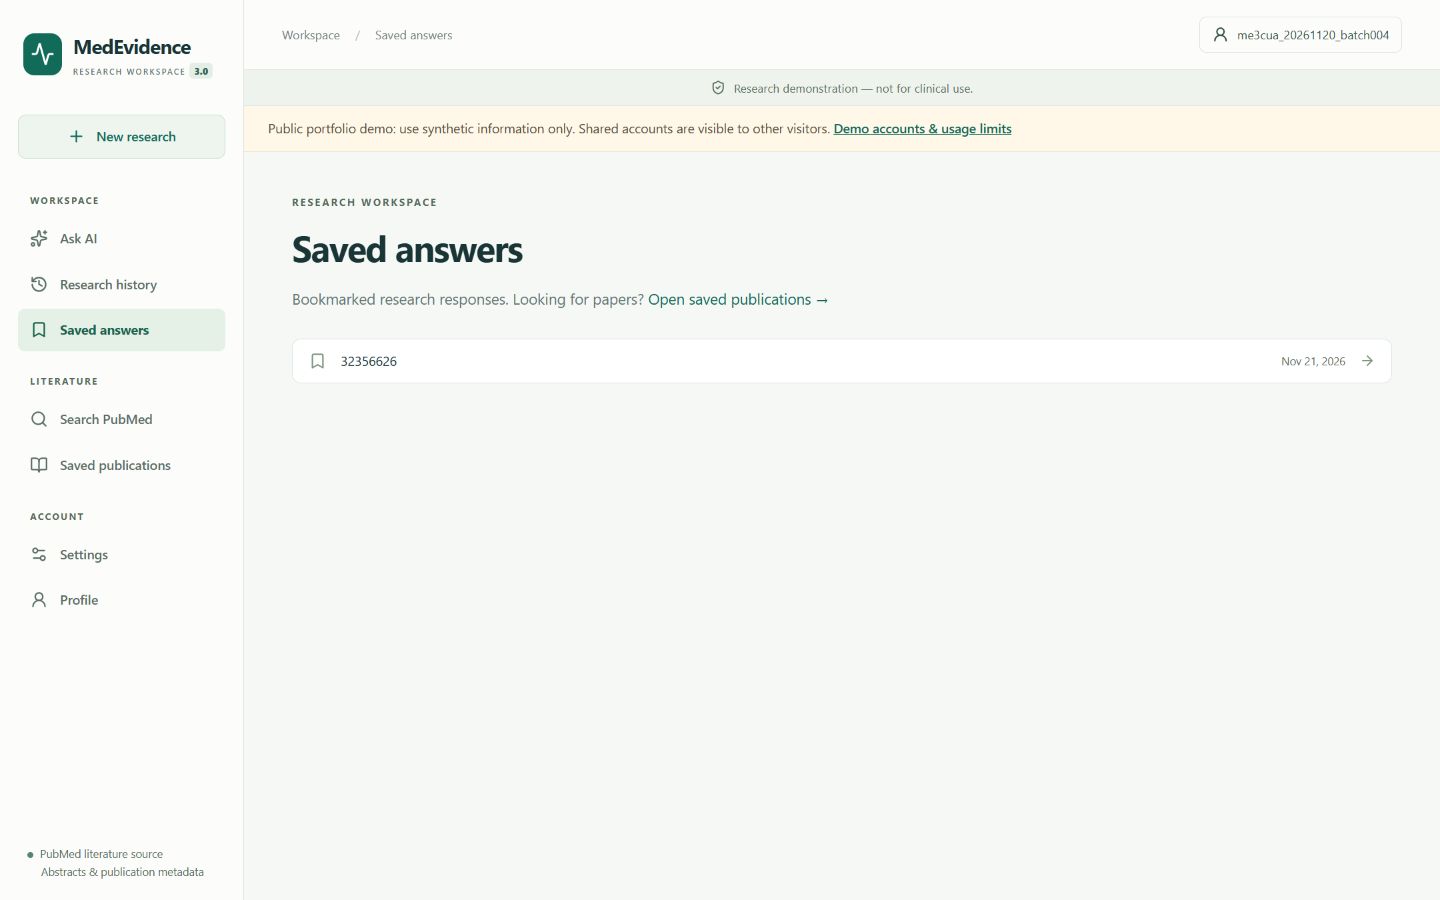 MedEvidence
RESEARCH WORKSPACE 3.0
New research
WORKSPACE
Ask AI
Research history
Saved answers
LITERATURE
Search PubMed
Saved publications
ACCOUNT
Settings
Profile
PubMed literature source
Abstracts & publication metadata
Workspace / Saved answers
me3cua_20261120_batch004
Research demonstration — not for clinical use.
Public portfolio demo: use synthetic information only. Shared accounts are visible to other visitors. Demo accounts & usage limits
RESEARCH WORKSPACE
Saved answers
Bookmarked research responses. Looking for papers? Open saved publications →
32356626 Nov 21, 2026